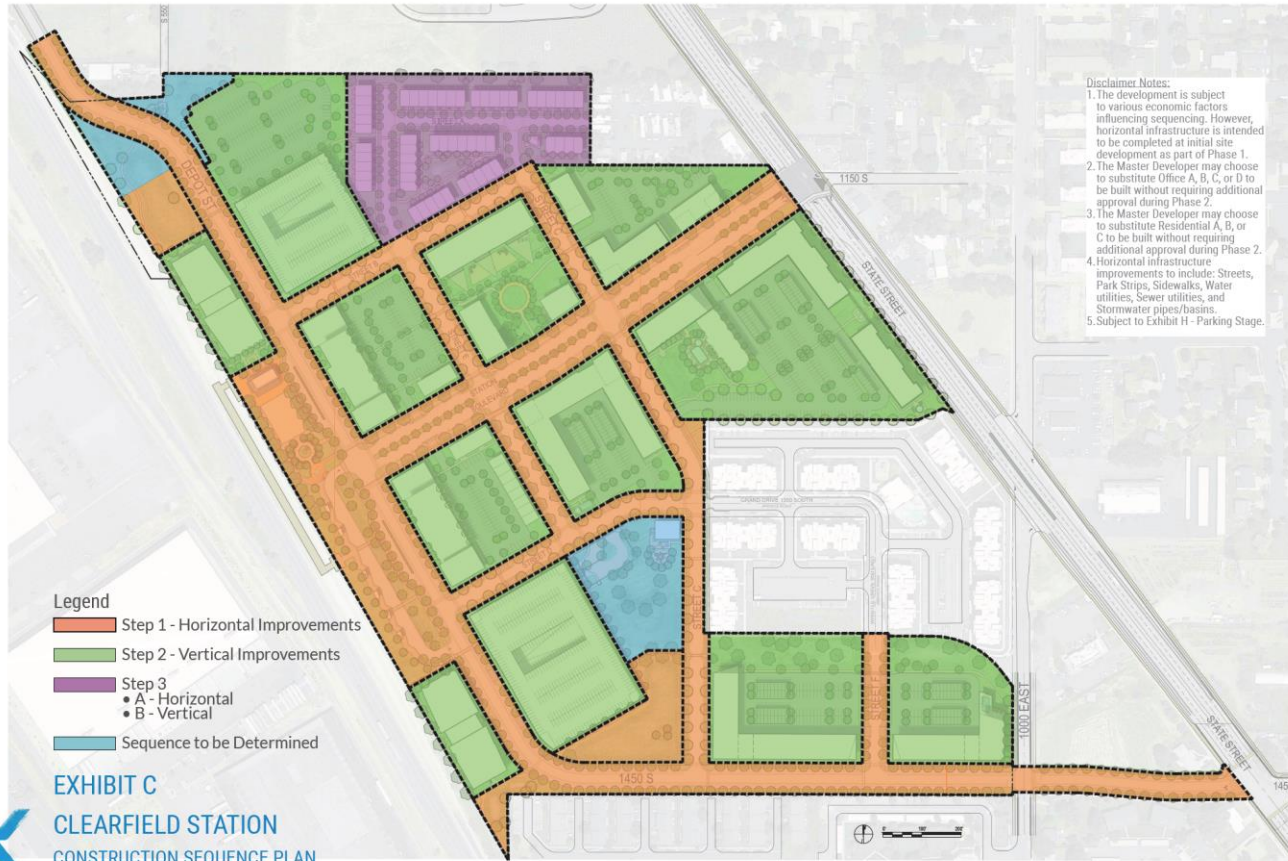 S 550
DEPOT ST
1150 S
STATE STREET
Disclaimer Notes:
1. The development is subject
to various economic factors
influencing sequencing. However,
horizontal infrastructure is intended
to be completed at initial site
development as part of Phase 1.
2. The Master Developer may choose
to substitute Office A, B, C, or D to
be built without requiring additional
approval during Phase 2.
3. The Master Developer may choose
to substitute Residential A, B, or
C to be built without requiring
additional approval during Phase 2.
4. Horizontal infrastructure
improvements to include: Streets,
Park Strips, Sidewalks, Water
utilities, Sewer utilities, and
Stormwater pipes/basins.
5. Subject to Exhibit H - Parking Stage.
STREET C
STATION
STREET C
STREET F
1000 EAST
STATE STREET
1450 S
145
Legend
Step 1 - Horizontal Improvements
Step 2 - Vertical Improvements
Step 3
• A - Horizontal
• B - Vertical
Sequence to be Determined
EXHIBIT C
CLEARFIELD STATION
CONSTRUCTION SEQUENCE PLAN